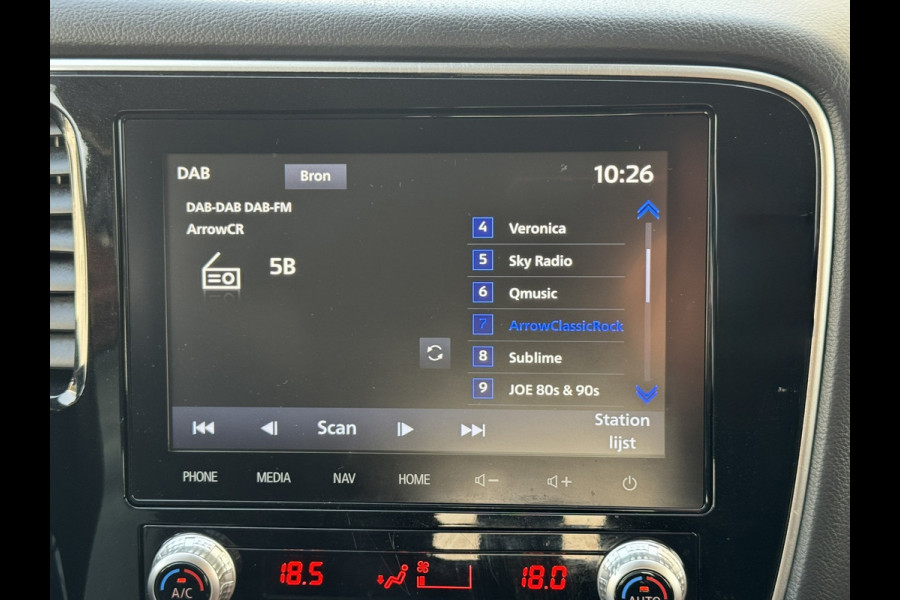 DAB Bron 10:26
DAB-DAB DAB-FM
ArrowCR
5B
4 Veronica
5 Sky Radio
6 Qmusic
7 ArrowClassicRock
8 Sublime
9 JOE 80s & 90s
Scan
Station
lijst
PHONE MEDIA NAV HOME
18.5 18.0
A/C AUTO